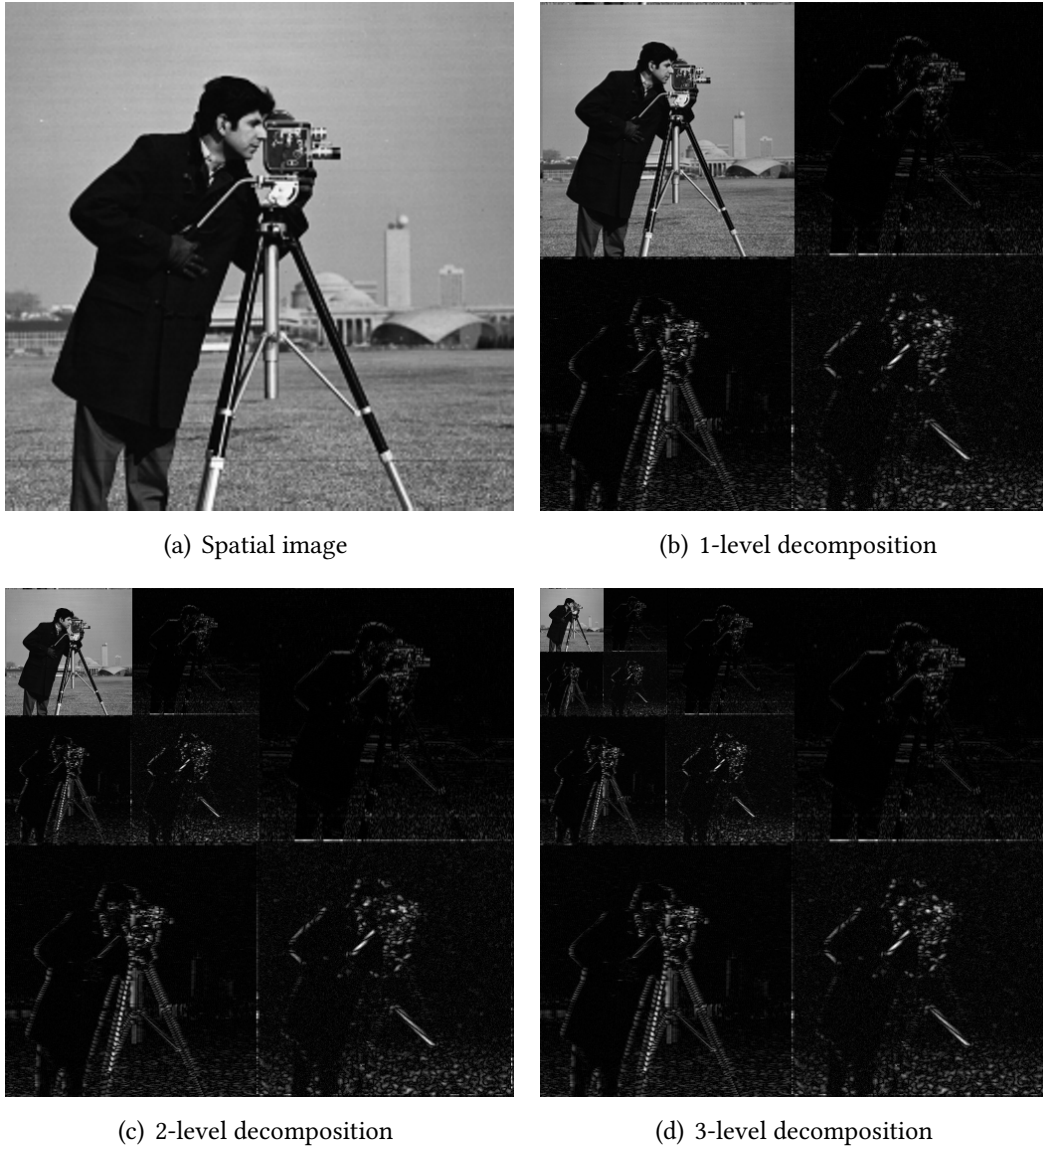 (a) Spatial image
(b) 1-level decomposition
(c) 2-level decomposition
(d) 3-level decomposition